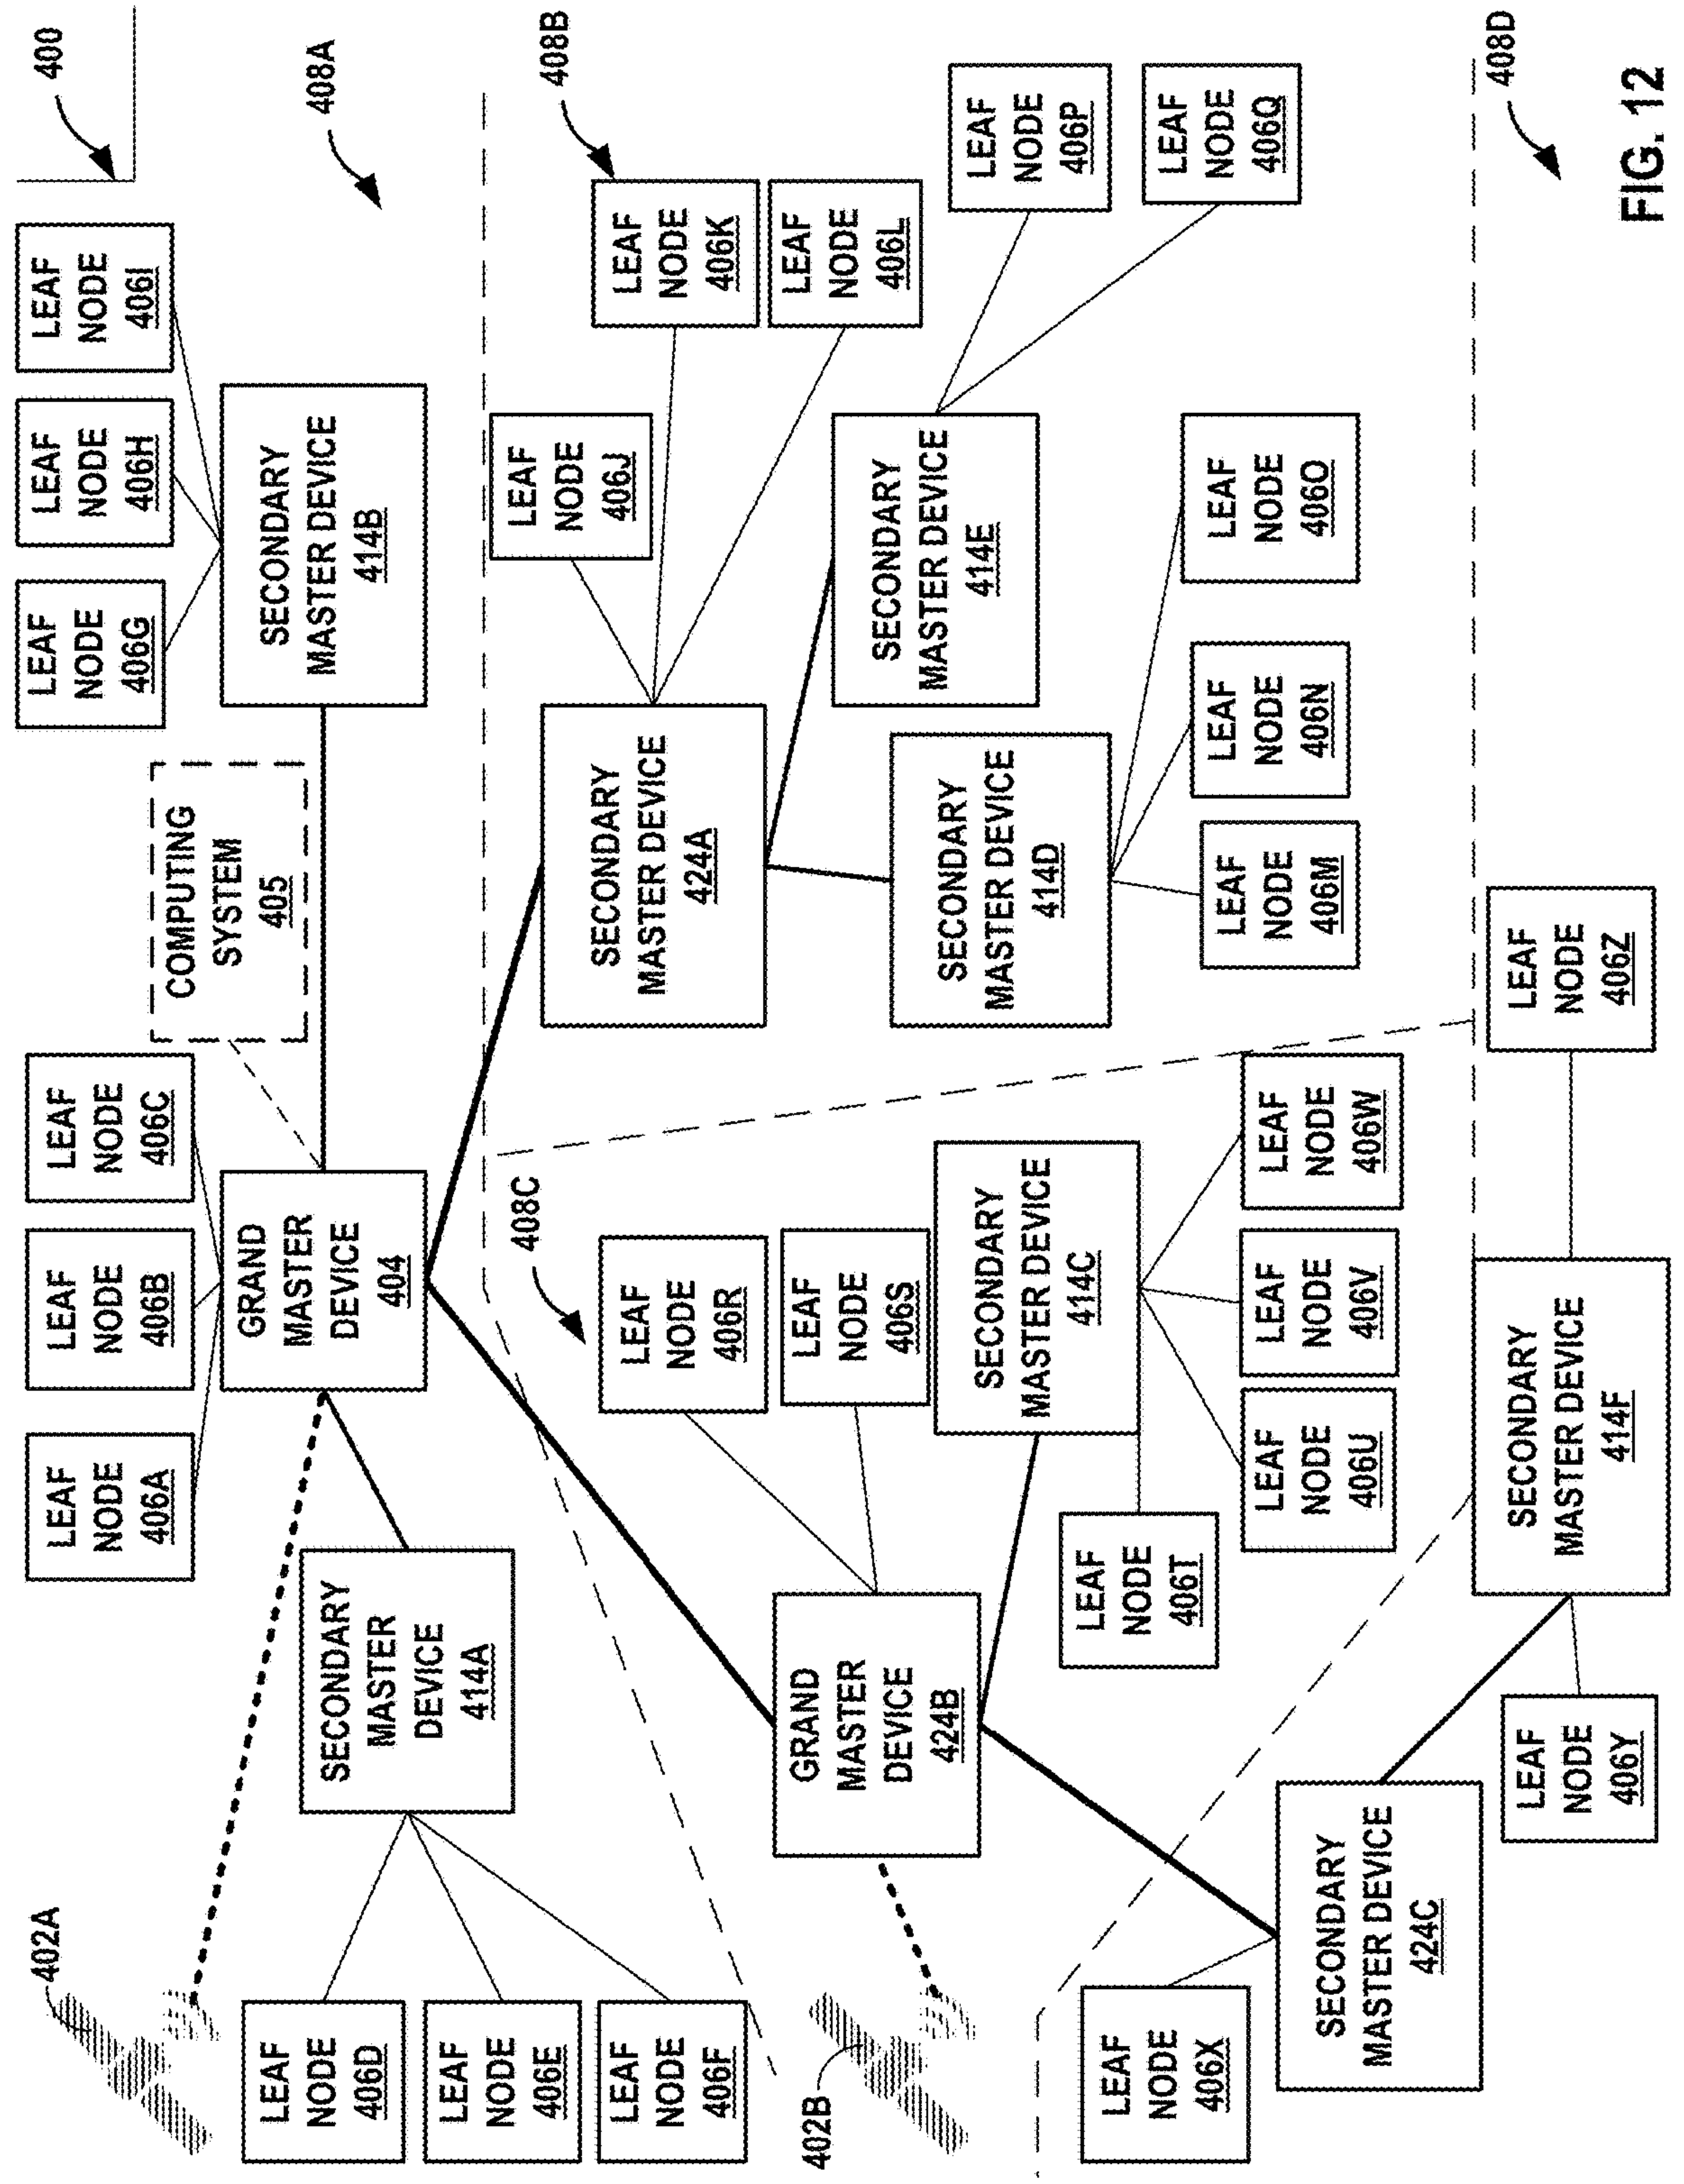 402A
LEAF
NODE
406A
LEAF
NODE
406B
LEAF
NODE
406C
COMPUTING
SYSTEM
405
LEAF
NODE
406G
LEAF
NODE
406H
LEAF
NODE
406I
400
LEAF
NODE
406D
LEAF
NODE
406E
LEAF
NODE
406F
SECONDARY
MASTER
DEVICE
414A
GRAND
MASTER
DEVICE
404
SECONDARY
MASTER DEVICE
414B
408A
402B
GRAND
MASTER
DEVICE
424B
408C
LEAF
NODE
406R
LEAF
NODE
406S
SECONDARY
MASTER DEVICE
414C
LEAF
NODE
406T
LEAF
NODE
406U
LEAF
NODE
406V
LEAF
NODE
406W
SECONDARY
MASTER DEVICE
424A
LEAF
NODE
406J
LEAF
NODE
406K
408B
LEAF
NODE
406L
SECONDARY
MASTER DEVICE
414E
LEAF
NODE
406P
LEAF
NODE
406Q
SECONDARY
MASTER DEVICE
414D
LEAF
NODE
406M
LEAF
NODE
406N
LEAF
NODE
406O
LEAF
NODE
406X
SECONDARY
MASTER DEVICE
424C
LEAF
NODE
406Y
SECONDARY
MASTER DEVICE
414F
LEAF
NODE
406Z
408D
FIG. 12